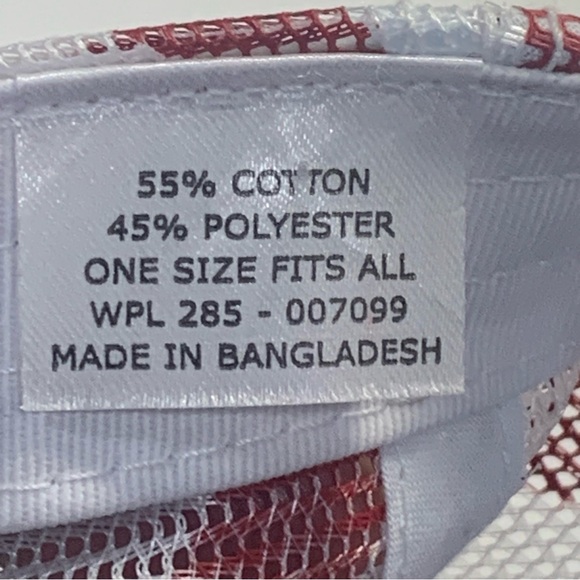 55% COTTON
45% POLYESTER
ONE SIZE FITS ALL
WPL 285 - 007099
MADE IN BANGLADESH